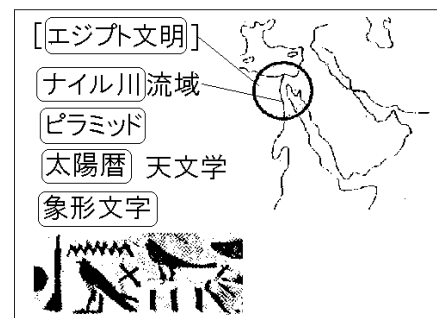 [エジプト文明]
ナイル川流域
ピラミッド
太陽暦 天文学
象形文字